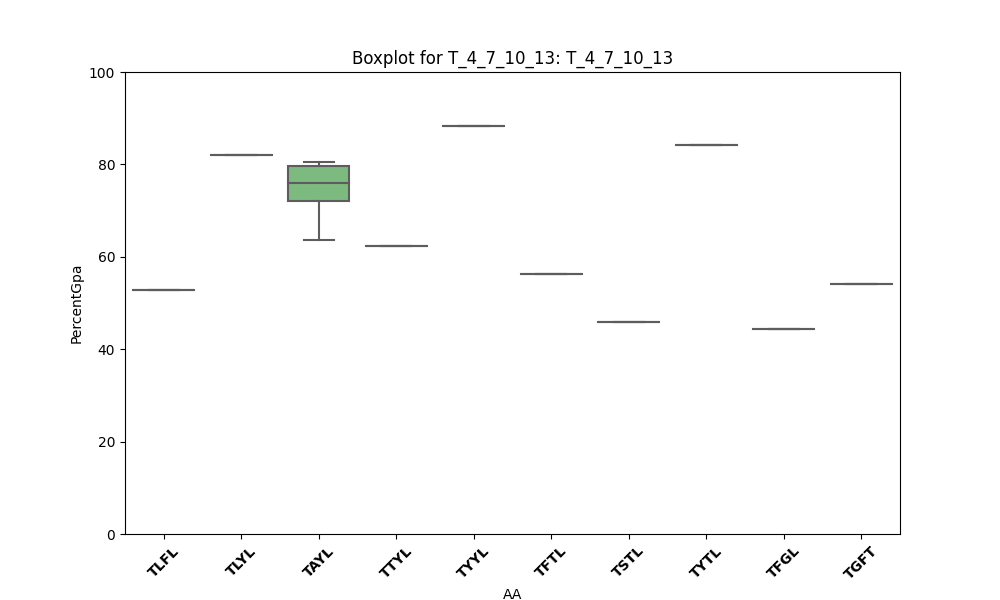 Boxplot for T_4_7_10_13: T_4_7_10_13
100
80
60
40
20
0
PercentGpa
TLFL
TLYL
TAYL
TTYL
TYYL
TFTL
TSTL
TYTL
TFGL
TGFT
AA